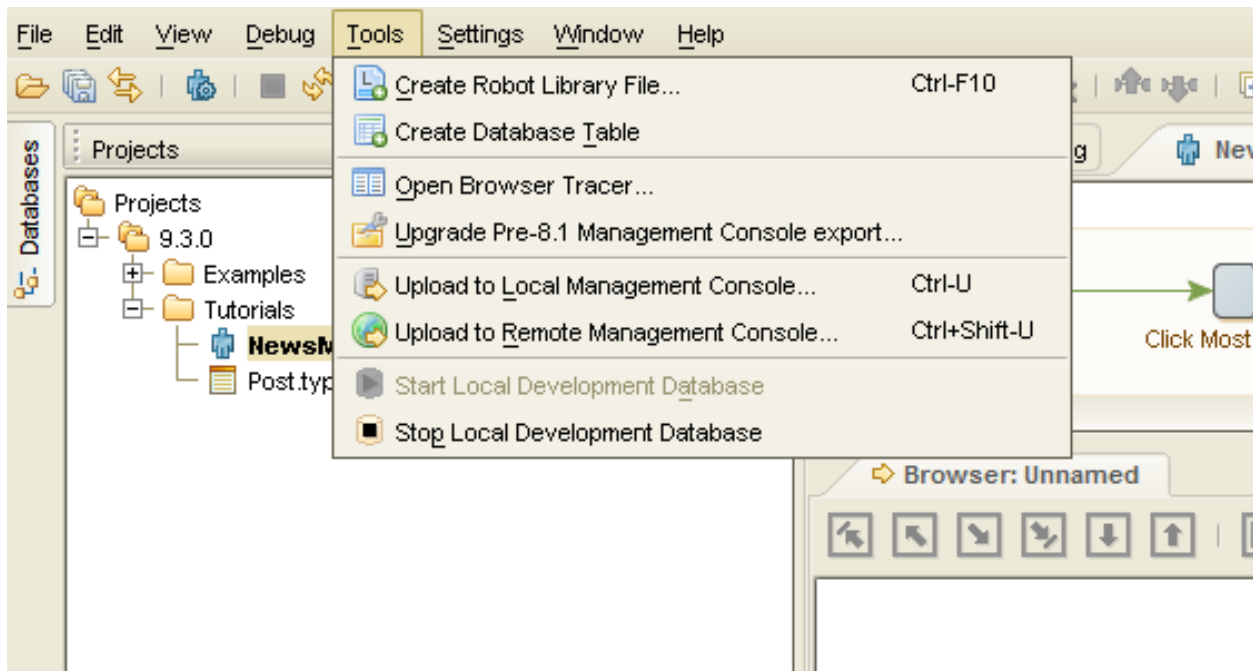 File Edit View Debug Tools Settings Window Help
Create Robot Library File... Ctrl-F10
Create Database Table
Open Browser Tracer...
Upgrade Pre-8.1 Management Console export...
Upload to Local Management Console... Ctrl-U
Upload to Remote Management Console... Ctrl+Shift-U
Start Local Development Database
Stop Local Development Database
Databases
Projects
Projects
9.3.0
Examples
Tutorials
Post.typ
Click Most
Browser: Unnamed